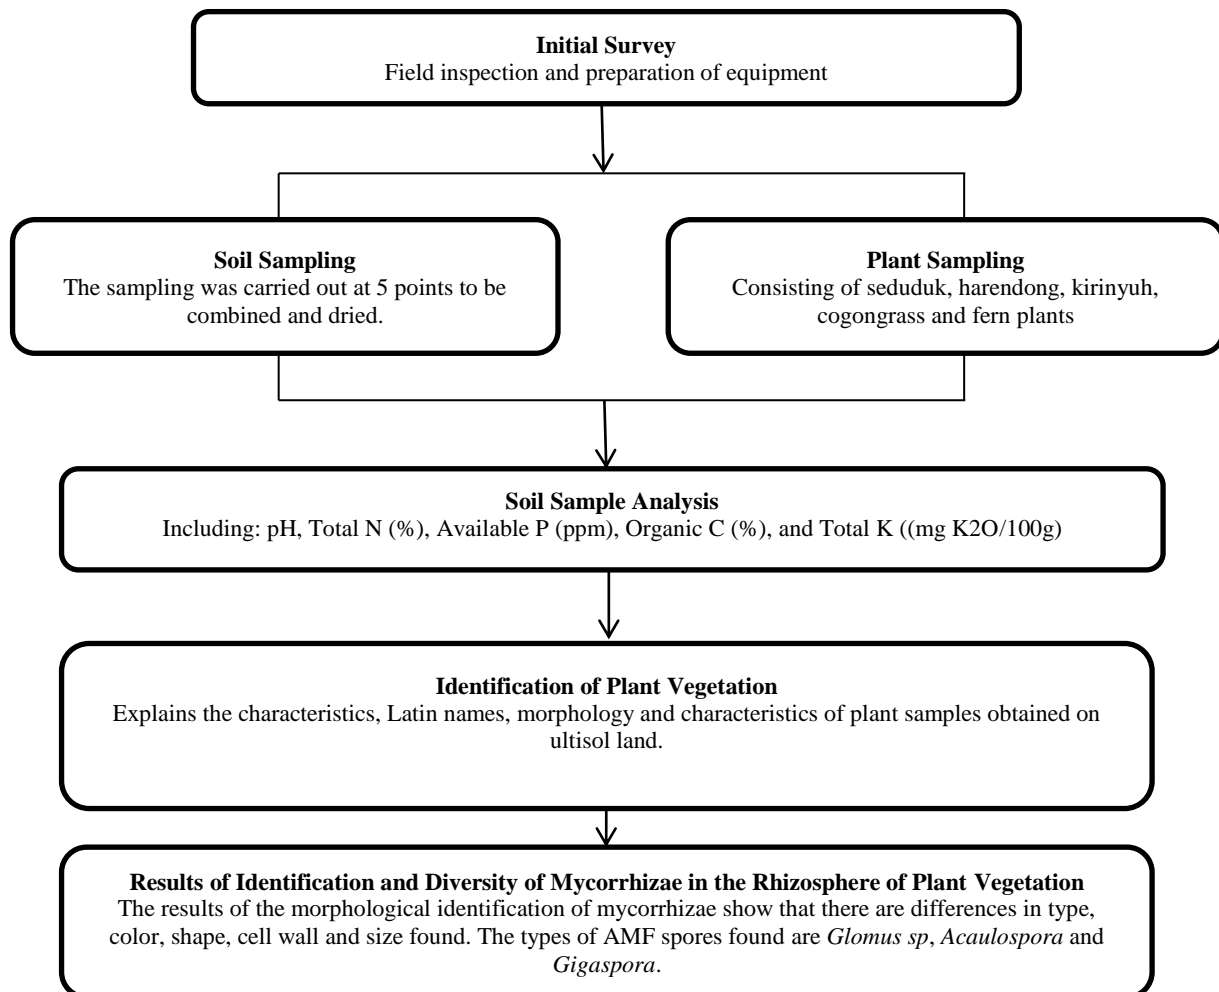 Initial Survey
Field inspection and preparation of equipment
Soil Sampling
The sampling was carried out at 5 points to be
combined and dried.
Plant Sampling
Consisting of seduduk, harendong, kirinyuh,
cogongrass and fern plants
Soil Sample Analysis
Including: pH, Total N (%), Available P (ppm), Organic C (%), and Total K ((mg K2O/100g)
Identification of Plant Vegetation
Explains the characteristics, Latin names, morphology and characteristics of plant samples obtained on
ultisol land.
Results of Identification and Diversity of Mycorrhizae in the Rhizosphere of Plant Vegetation
The results of the morphological identification of mycorrhizae show that there are differences in type,
color, shape, cell wall and size found. The types of AMF spores found are Glomus sp, Acaulospora and
Gigaspora.